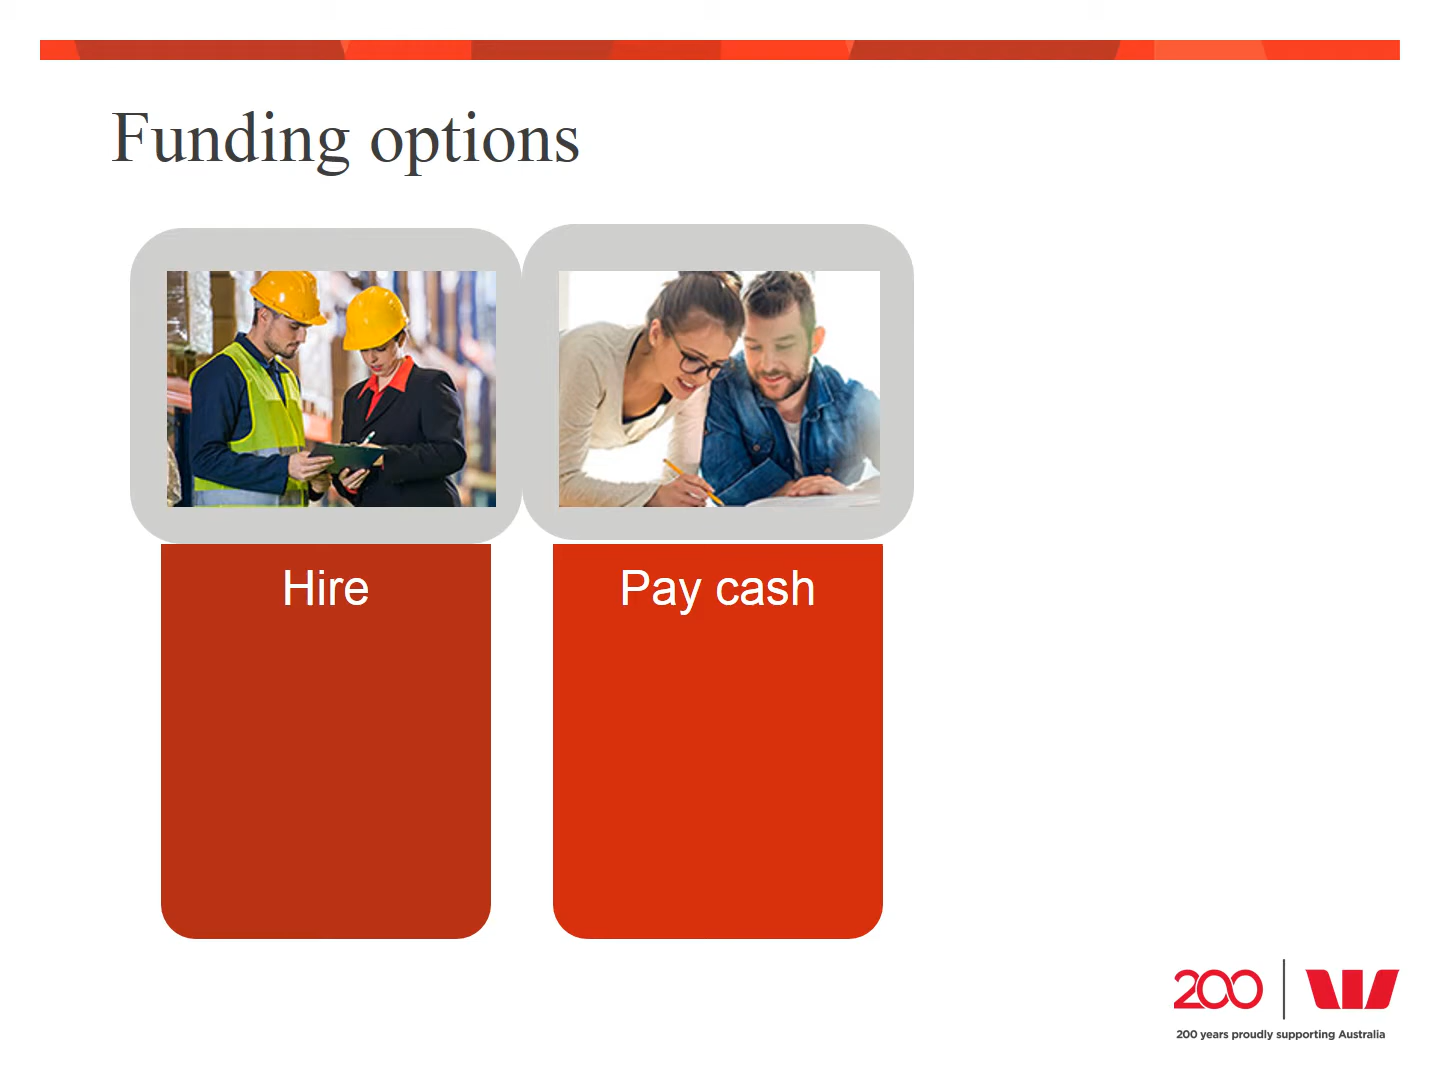 Funding options
Hire
Pay cash
200
200 years proudly supporting Australia